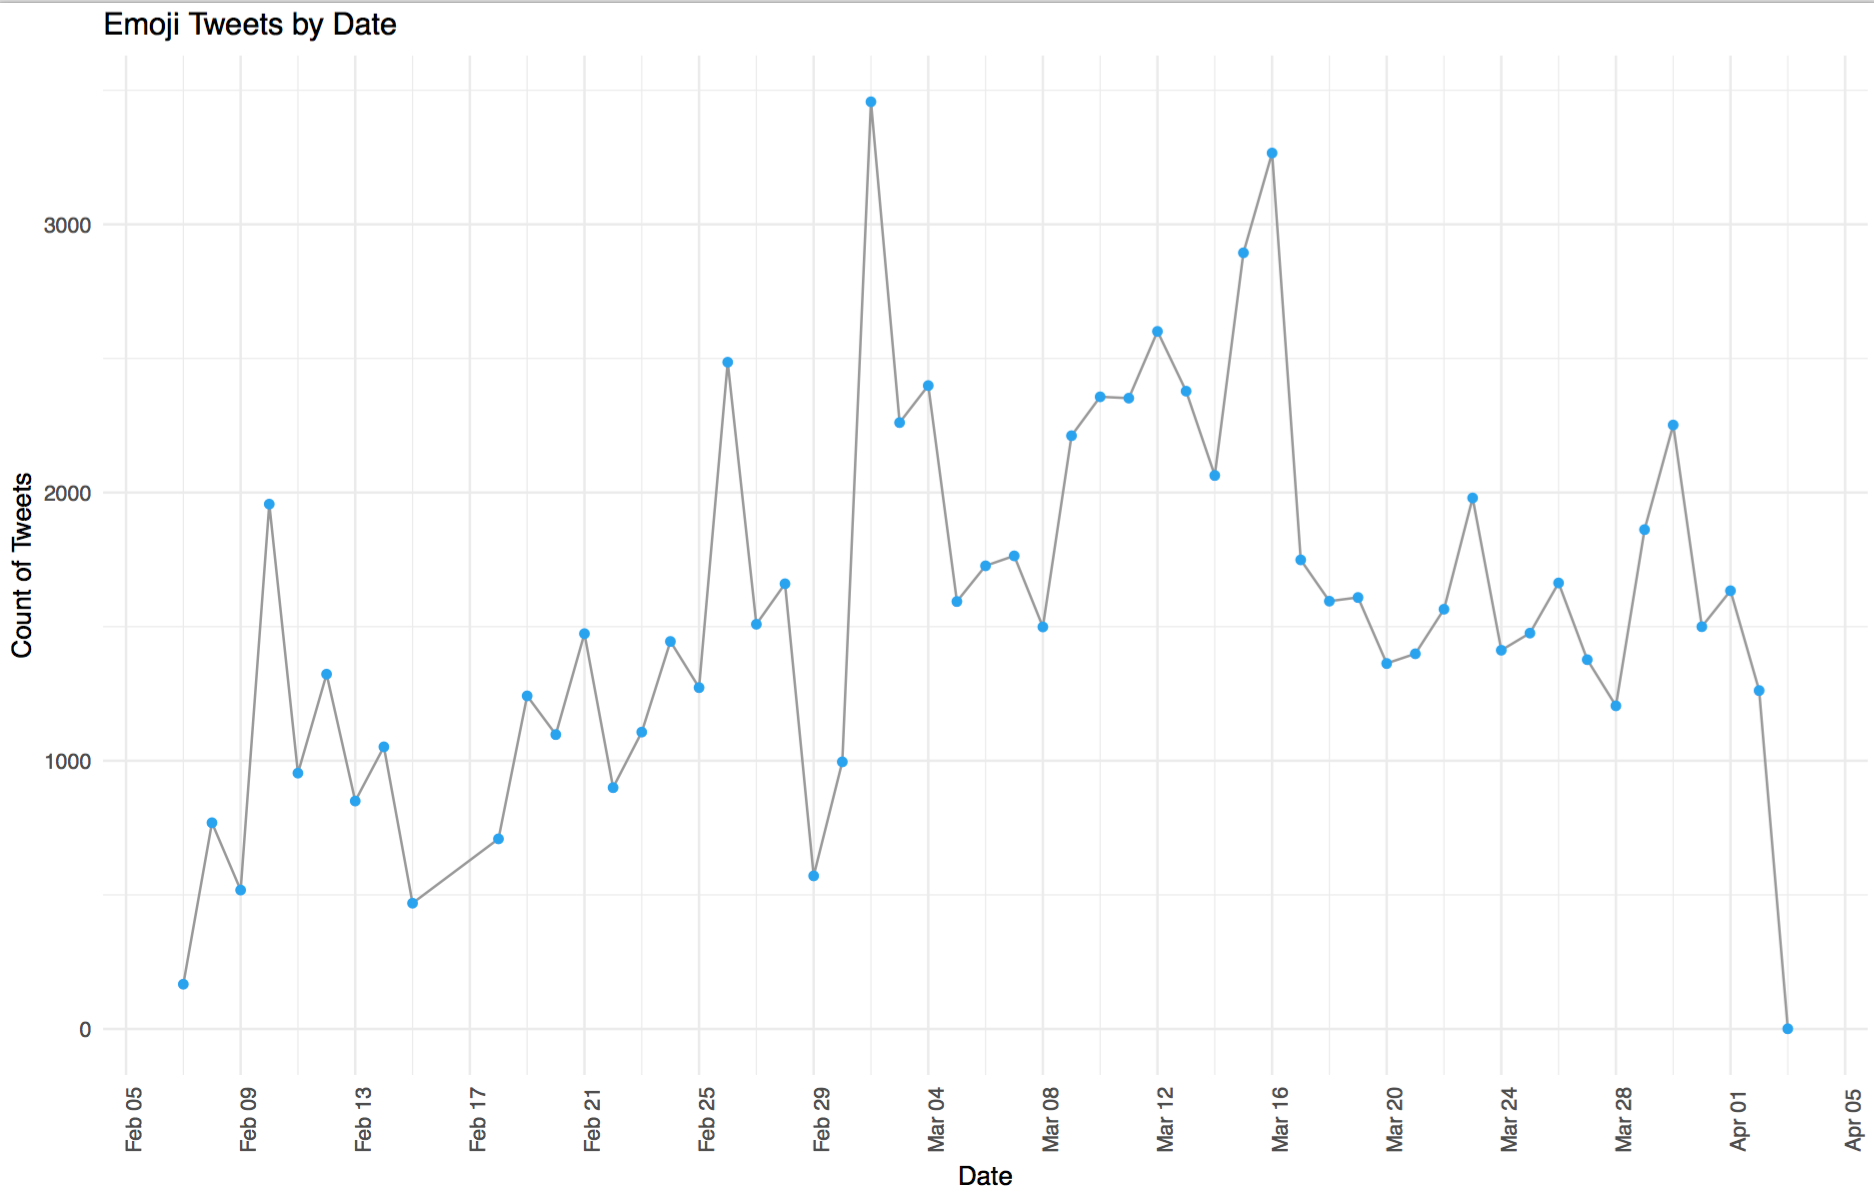 Emoji Tweets by Date
Count of Tweets
3000
2000
1000
0
Feb 05
Feb 09
Feb 13
Feb 17
Feb 21
Feb 25
Feb 29
Mar 04
Mar 08
Mar 12
Mar 16
Mar 20
Mar 24
Mar 28
Apr 01
Apr 05
Date